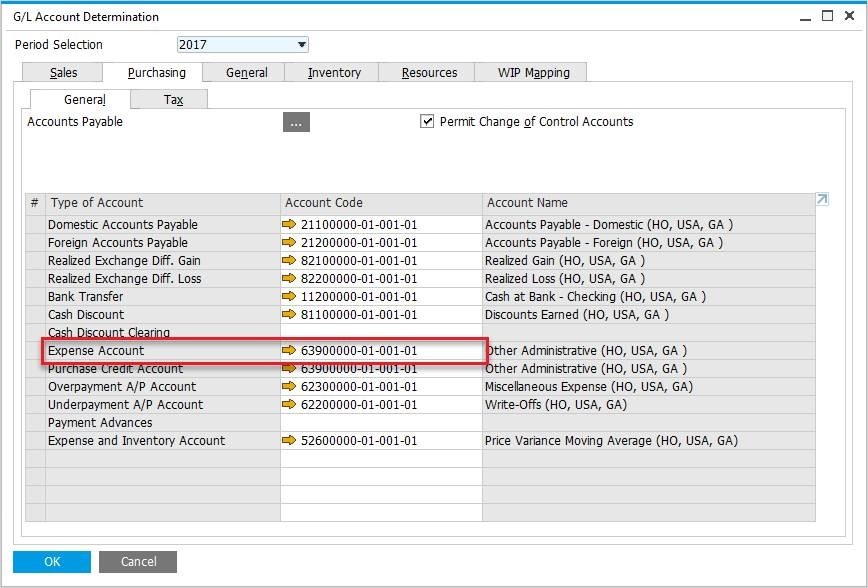 G/L Account Determination
Period Selection 2017
Sales Purchasing General Inventory Resources WIP Mapping
General Tax
Accounts Payable ... Permit Change of Control Accounts
# Type of Account Account Code Account Name
Domestic Accounts Payable 21100000-01-001-01 Accounts Payable - Domestic (HO, USA, GA )
Foreign Accounts Payable 21200000-01-001-01 Accounts Payable - Foreign (HO, USA, GA )
Realized Exchange Diff. Gain 82100000-01-001-01 Realized Gain (HO, USA, GA )
Realized Exchange Diff. Loss 82200000-01-001-01 Realized Loss (HO, USA, GA )
Bank Transfer 11200000-01-001-01 Cash at Bank - Checking (HO, USA, GA )
Cash Discount 81100000-01-001-01 Discounts Earned (HO, USA, GA )
Cash Discount Clearing
Expense Account 63900000-01-001-01 Other Administrative (HO, USA, GA )
Purchase Credit Account 63900000-01-001-01 Other Administrative (HO, USA, GA )
Overpayment A/P Account 62300000-01-001-01 Miscellaneous Expense (HO, USA, GA)
Underpayment A/P Account 62200000-01-001-01 Write-Offs (HO, USA, GA)
Payment Advances
Expense and Inventory Account 52600000-01-001-01 Price Variance Moving Average (HO, USA, GA)
OK Cancel